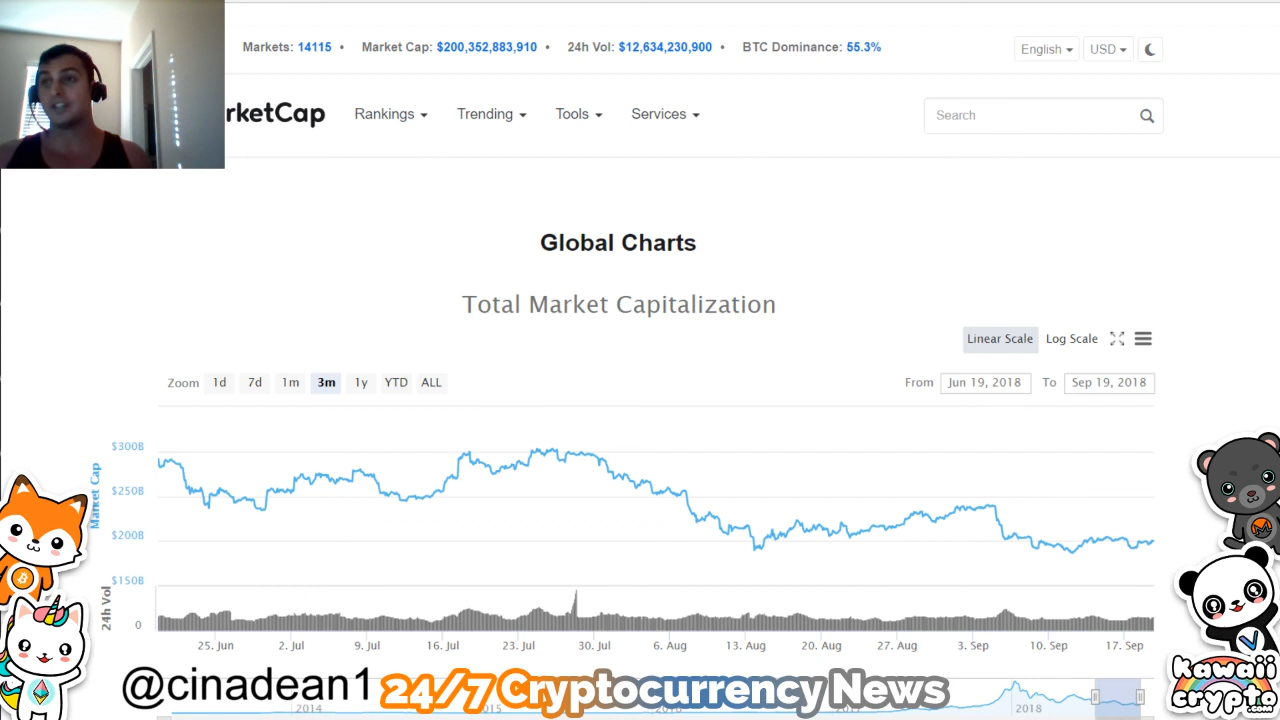 Markets: 14115 • Market Cap: $200,352,883,910 • 24h Vol: $12,634,230,900 • BTC Dominance: 55.3%
English USD
rketCap Rankings Trending Tools Services Search
Global Charts
Total Market Capitalization
Linear Scale Log Scale
Zoom 1d 7d 1m 3m 1y YTD ALL From Jun 19, 2018 To Sep 19, 2018
$300B
$250B
$200B
$150B
0
Market Cap
24h Vol
25. Jun 2. Jul 9. Jul 16. Jul 23. Jul 30. Jul 6. Aug 13. Aug 20. Aug 27. Aug 3. Sep 10. Sep 17. Sep
@cinadean1 24/7 Cryptocurrency News
2014 2018
kawaii
crypto
.com